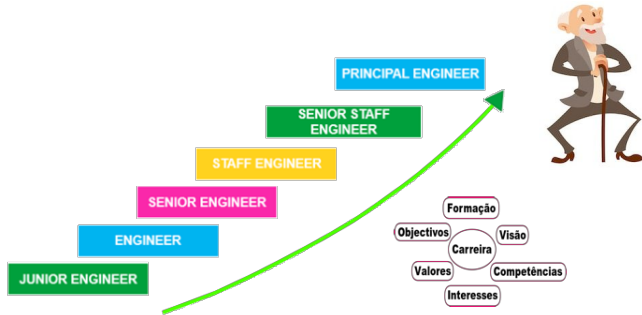 PRINCIPAL ENGINEER
SENIOR STAFF
ENGINEER
STAFF ENGINEER
SENIOR ENGINEER
ENGINEER
JUNIOR ENGINEER
Formação
Objectivos
Visão
Carreira
Valores
Competências
Interesses